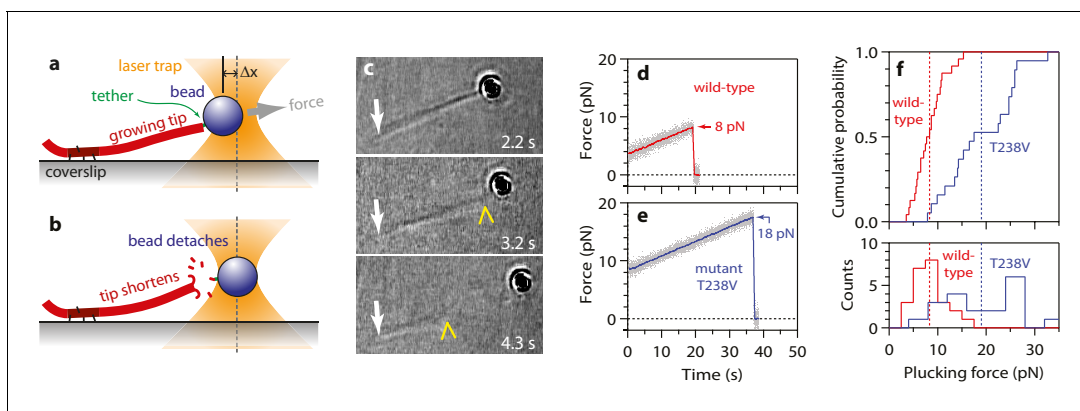 a
laser trap
Δx
bead
tether
force
growing tip
coverslip
b
bead detaches
tip shortens
c
2.2 s
3.2 s
4.3 s
d
Force (pN)
20
10
0
wild-type
8 pN
e
Force (pN)
20
10
0
18 pN
mutant
T238V
0 10 20 30 40 50
Time (s)
f
Cumulative probability
1.0
0.5
0.0
wild-
type
T238V
Counts
10
5
0
wild-
type
T238V
0 10 20 30
Plucking force (pN)